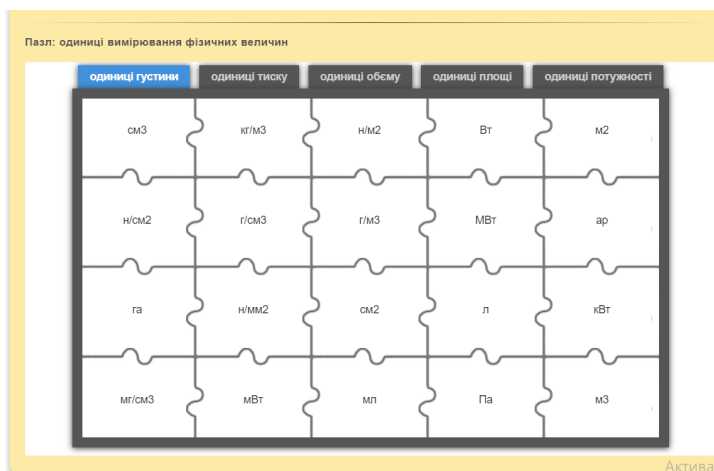 Пазл: одиниці вимірювання фізичних величин
одиниці густини одиниці тиску одиниці обєму одиниці площі одиниці потужності
см3 кг/м3 н/м2 Вт м2
н/см2 г/см3 г/м3 МВт ар
га н/мм2 см2 л кВт
мг/см3 мВт мл Па м3
Актива